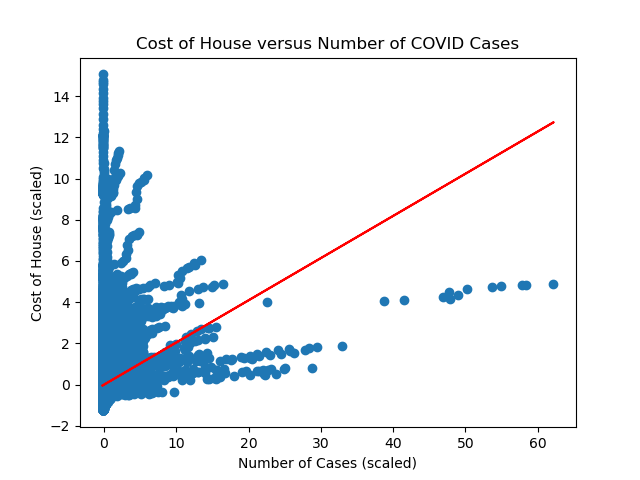 Cost of House versus Number of COVID Cases
14
12
10
8
6
4
2
0
−2
Cost of House (scaled)
0 10 20 30 40 50 60
Number of Cases (scaled)